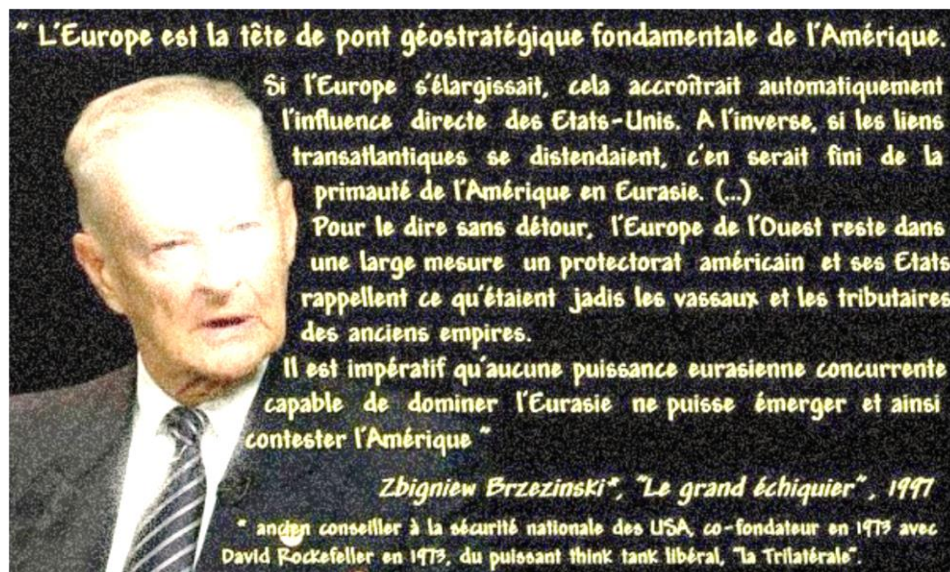 " L'Europe est la tête de pont géostratégique fondamentale de l'Amérique.
Si l'Europe s'élargissait, cela accroîtrait automatiquement
l'influence directe des Etats-Unis. A l'inverse, si les liens
transatlantiques se distendaient, c'en serait fini de la
primauté de l'Amérique en Eurasie. (...)
Pour le dire sans détour, l'Europe de l'Ouest reste dans
une large mesure un protectorat américain et ses Etats
rappellent ce qu'étaient jadis les vassaux et les tributaires
des anciens empires.
Il est impératif qu'aucune puissance eurasienne concurrente
capable de dominer l'Eurasie ne puisse émerger et ainsi
contester l'Amérique "
Zbigniew Brzezinski*, "Le grand échiquier", 1997
* ancien conseiller à la sécurité nationale des USA, co-fondateur en 1973 avec
David Rockefeller en 1973, du puissant think tank libéral, "la Trilatérale".